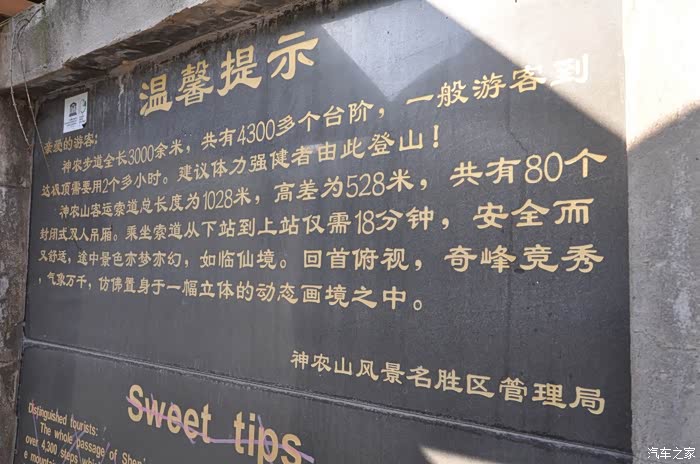 温馨提示
亲爱的游客:
神农步道全长3000余米，共有4300多个台阶，一般游客到
达极顶需要用2个多小时。建议体力强健者由此登山！
神农山客运索道总长度为1028米，高差为528米，共有80个
封闭式双人吊厢。乘坐索道从下站到上站仅需18分钟，安全而
又舒适，途中景色亦梦亦幻，如临仙境。回首俯视，奇峰竞秀
，气象万千，仿佛置身于一幅立体的动态画境之中。
神农山风景名胜区管理局
Sweet tips
Distinguished tourists:
The whole passage of Shen
over 4,300 steps
e mountain
汽车之家